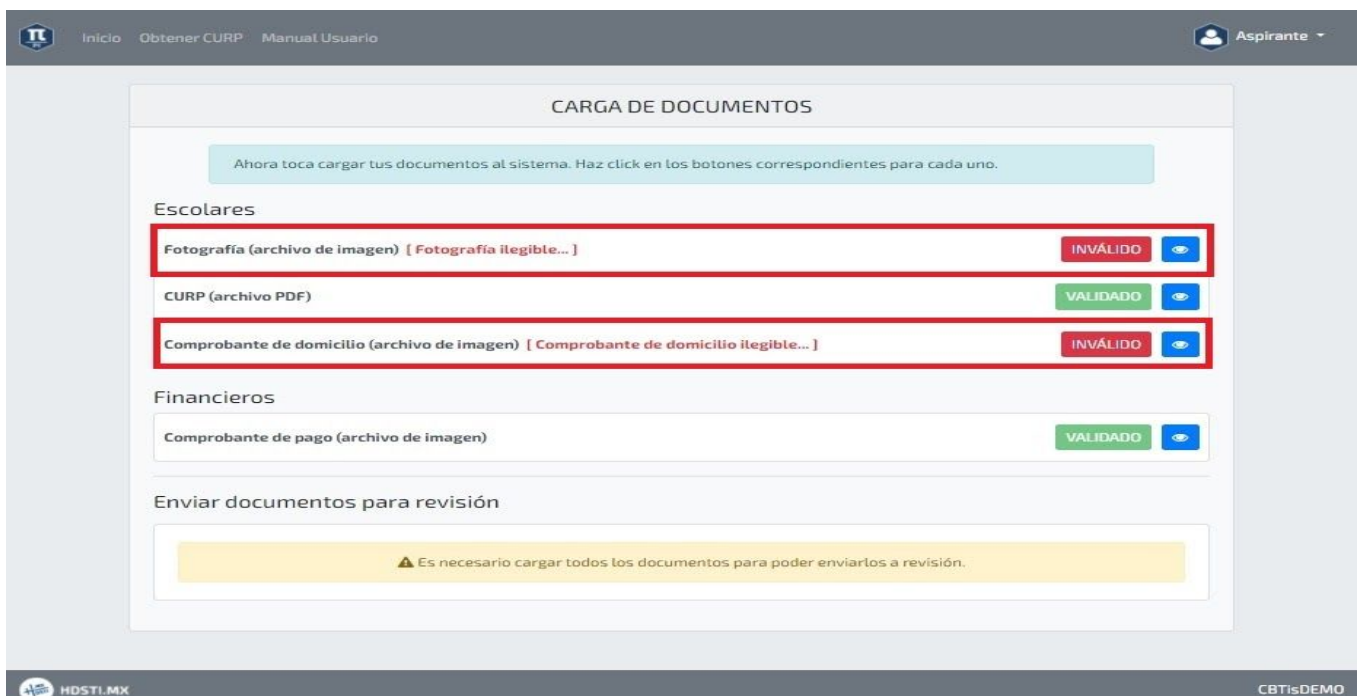 Inicio Obtener CURP Manual Usuario Aspirante
CARGA DE DOCUMENTOS
Ahora toca cargar tus documentos al sistema. Haz click en los botones correspondientes para cada uno.
Escolares
Fotografía (archivo de imagen) [ Fotografía ilegible... ] INVÁLIDO
CURP (archivo PDF) VALIDADO
Comprobante de domicilio (archivo de imagen) [ Comprobante de domicilio ilegible... ] INVÁLIDO
Financieros
Comprobante de pago (archivo de imagen) VALIDADO
Enviar documentos para revisión
Es necesario cargar todos los documentos para poder enviarlos a revisión.
HDSTI.MX CBTisDEMO